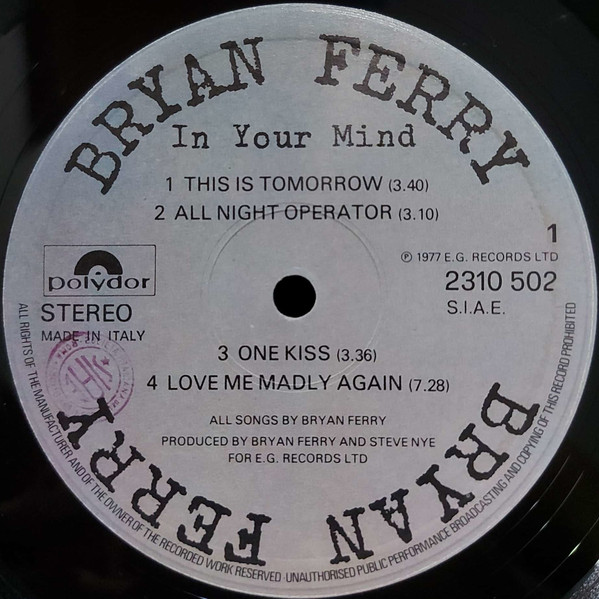 BRYAN FERRY
In Your Mind
1 THIS IS TOMORROW (3.40)
2 ALL NIGHT OPERATOR (3.10)
1
polydor
℗ 1977 E.G. RECORDS LTD
STEREO
2310 502
MADE IN ITALY
S.I.A.E.
3 ONE KISS (3.36)
4 LOVE ME MADLY AGAIN (7.28)
ALL SONGS BY BRYAN FERRY
PRODUCED BY BRYAN FERRY AND STEVE NYE
FOR E.G. RECORDS LTD
BRYAN FERRY
ALL RIGHTS OF THE MANUFACTURER AND OF THE OWNER OF THE RECORDED WORK RESERVED · UNAUTHORISED PUBLIC PERFORMANCE BROADCASTING AND COPYING OF THIS RECORD PROHIBITED